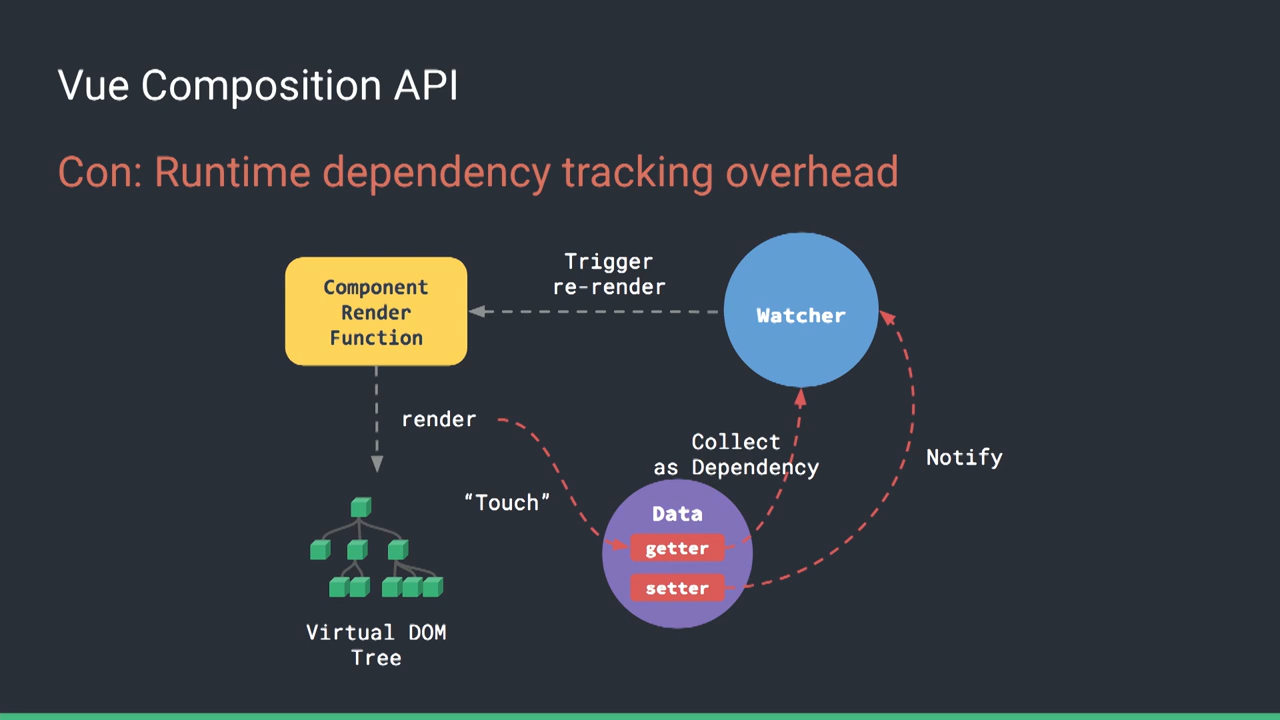 Vue Composition API
Con: Runtime dependency tracking overhead
Component
Render
Function
Trigger
re-render
Watcher
render
“Touch”
Collect
as Dependency
Notify
Data
getter
setter
Virtual DOM
Tree